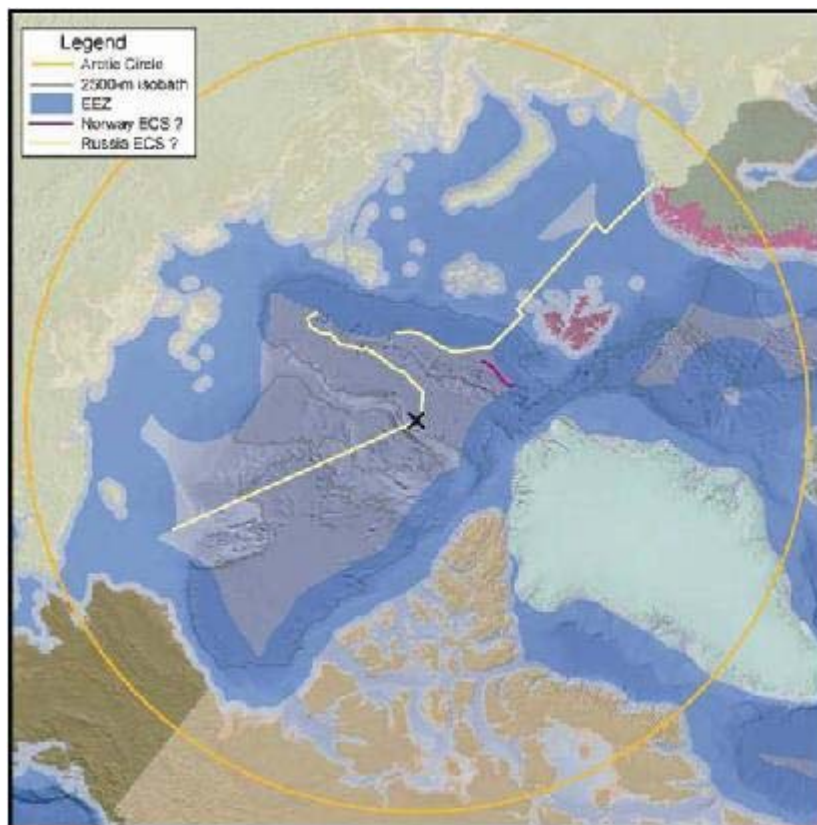 Legend
Arctic Circle
2500-m isobath
EEZ
Norway ECS ?
Russia ECS ?